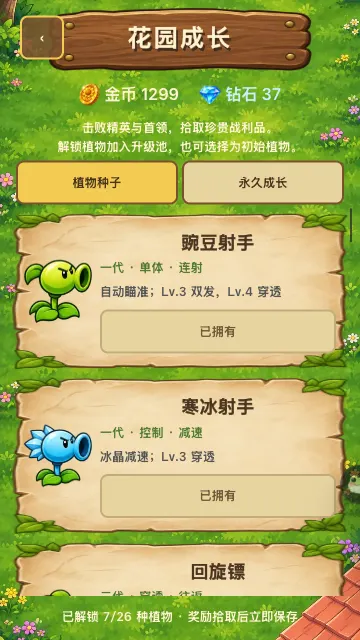 ‹
花园成长
金币 1299
钻石 37
击败精英与首领，拾取珍贵战利品。
解锁植物加入升级池，也可选择为初始植物。
植物种子
永久成长
豌豆射手
一代 · 单体 · 连射
自动瞄准；Lv.3 双发，Lv.4 穿透
已拥有
寒冰射手
一代 · 控制 · 减速
冰晶减速；Lv.3 穿透
已拥有
回旋镖
二代 · 穿透 · 往返
已解锁 7/26 种植物 · 奖励拾取后立即保存